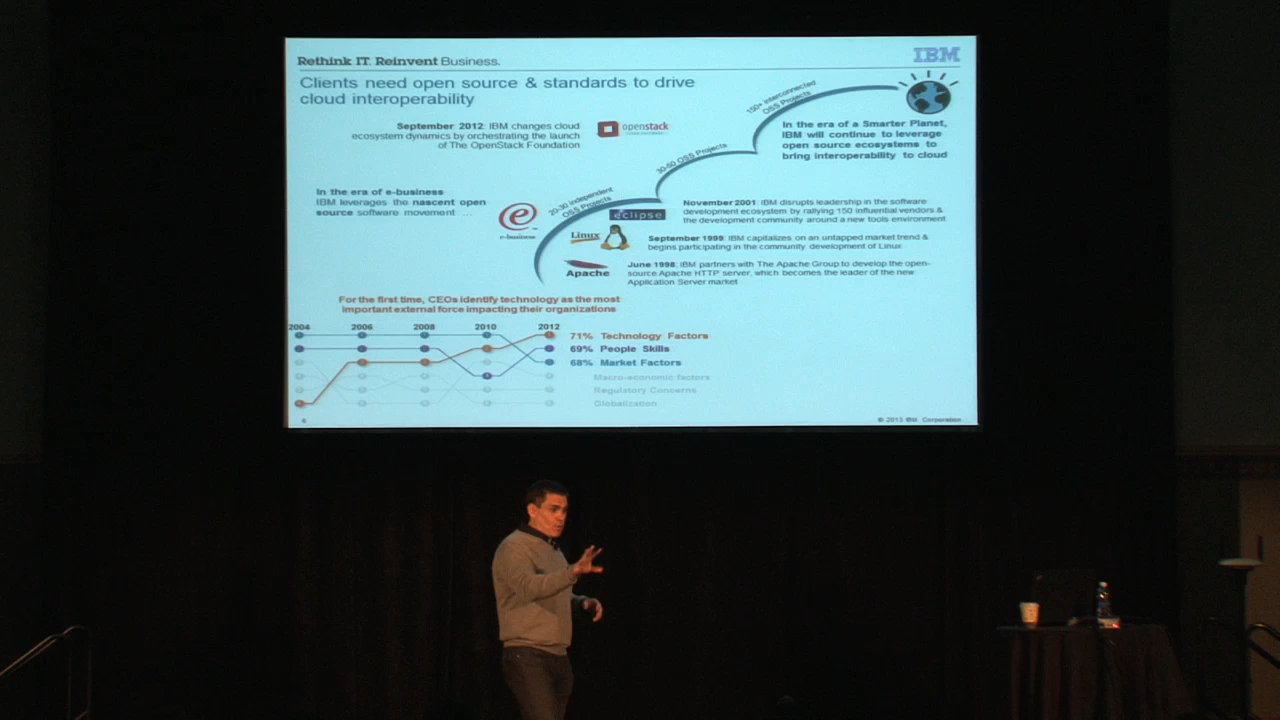 Rethink IT. Reinvent Business.
IBM
Clients need open source & standards to drive
cloud interoperability
150+ interconnected
OSS Projects
September 2012: IBM changes cloud
ecosystem dynamics by orchestrating the launch
of The OpenStack Foundation
openstack
In the era of a Smarter Planet,
IBM will continue to leverage
open source ecosystems to
bring interoperability to cloud
30-50 OSS Projects
In the era of e-business
IBM leverages the nascent open
source software movement ...
20-30 independent
OSS Projects
e-business
eclipse
November 2001: IBM disrupts leadership in the software
development ecosystem by rallying 150 influential vendors &
the development community around a new tools environment
Linux
September 1999: IBM capitalizes on an untapped market trend &
begins participating in the community development of Linux
Apache
June 1998: IBM partners with The Apache Group to develop the open-
source Apache HTTP server, which becomes the leader of the new
Application Server market
For the first time, CEOs identify technology as the most
important external force impacting their organizations
2004 2006 2008 2010 2012
71% Technology Factors
69% People Skills
68% Market Factors
Macro-economic factors
Regulatory Concerns
Globalization
6
© 2013 IBM Corporation